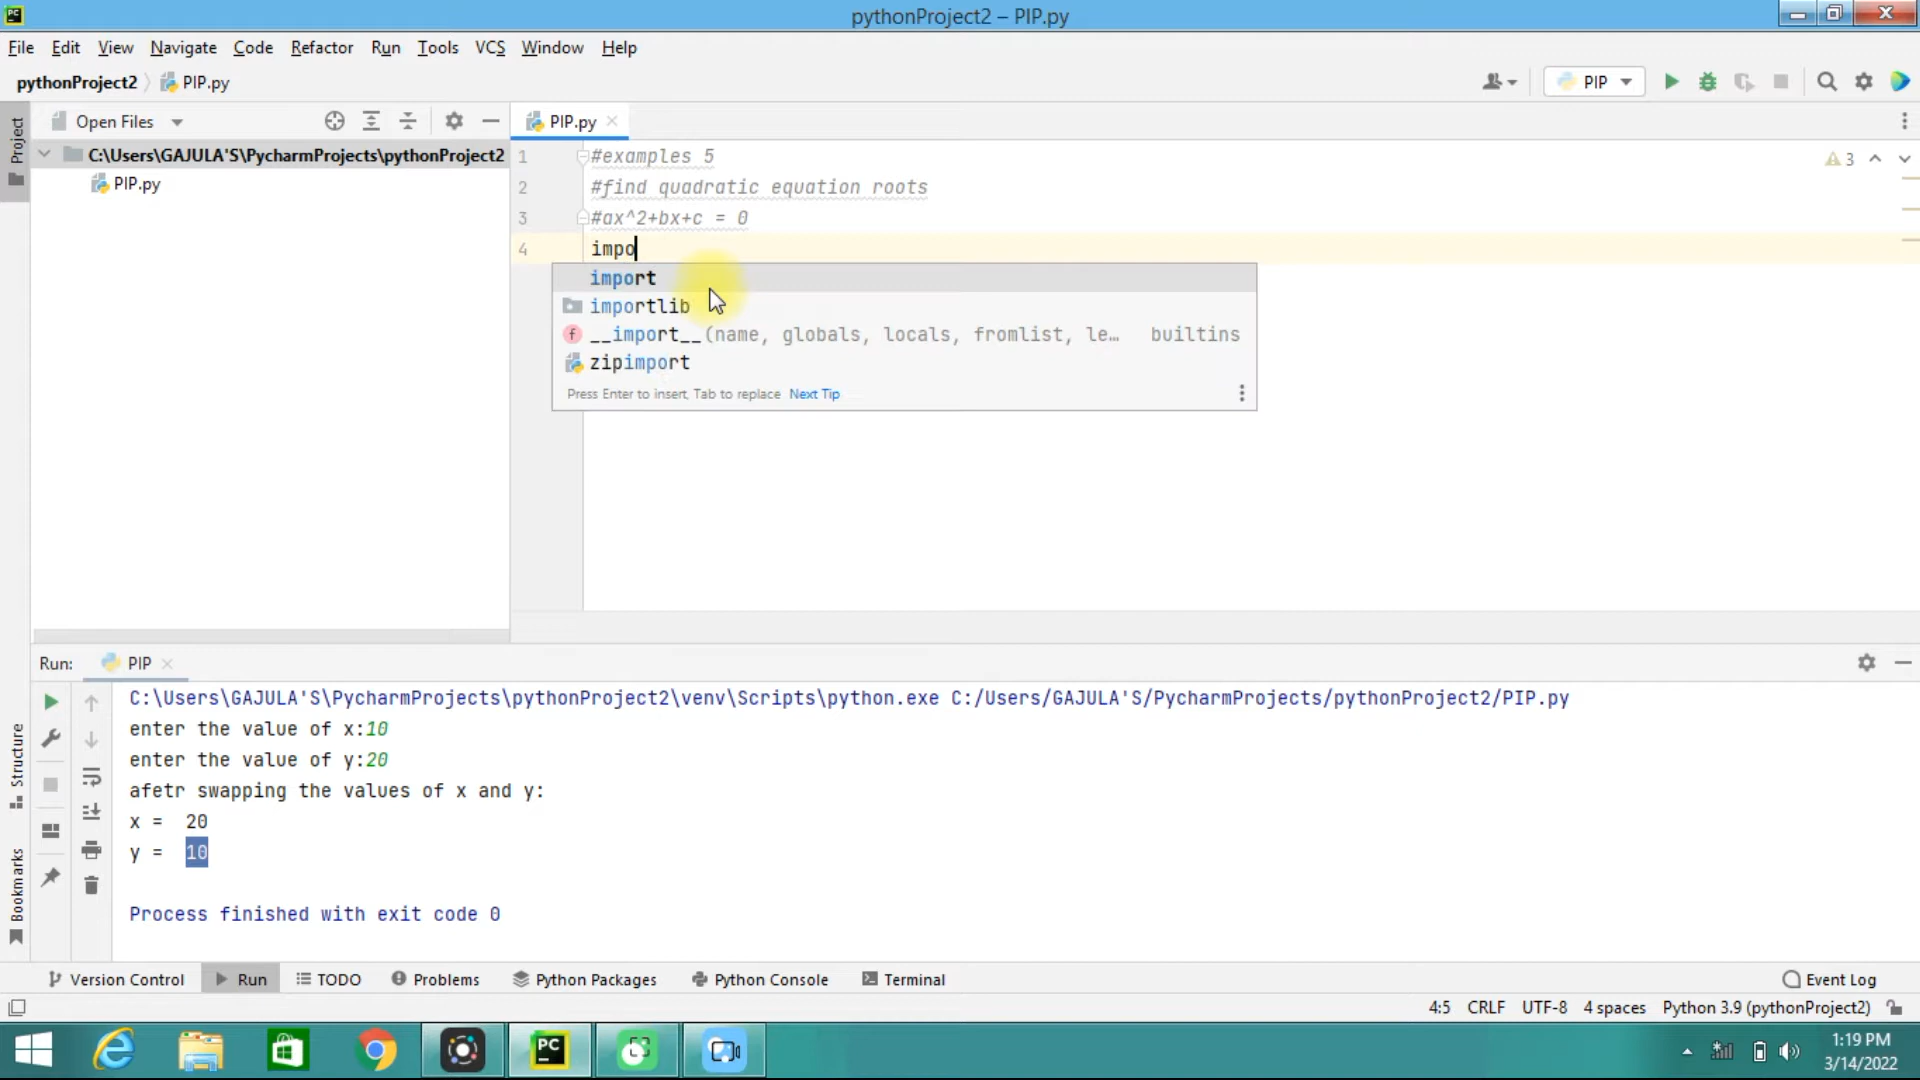 PC
pythonProject2 – PIP.py
File Edit View Navigate Code Refactor Run Tools VCS Window Help
pythonProject2 PIP.py
PIP
Project
Open Files
PIP.py
C:\Users\GAJULA'S\PycharmProjects\pythonProject2
PIP.py
1 #examples 5
3
2 #find quadratic equation roots
3 #ax^2+bx+c = 0
4 impo
import
importlib
f __import__(name, globals, locals, fromlist, le… builtins
zipimport
Press Enter to insert, Tab to replace Next Tip
Run: PIP
C:\Users\GAJULA'S\PycharmProjects\pythonProject2\venv\Scripts\python.exe C:/Users/GAJULA'S/PycharmProjects/pythonProject2/PIP.py
enter the value of x:10
enter the value of y:20
afetr swapping the values of x and y:
x = 20
y = 10
Process finished with exit code 0
Structure
Bookmarks
Version Control Run TODO Problems Python Packages Python Console Terminal Event Log
4:5 CRLF UTF-8 4 spaces Python 3.9 (pythonProject2)
PC
1:19 PM
3/14/2022